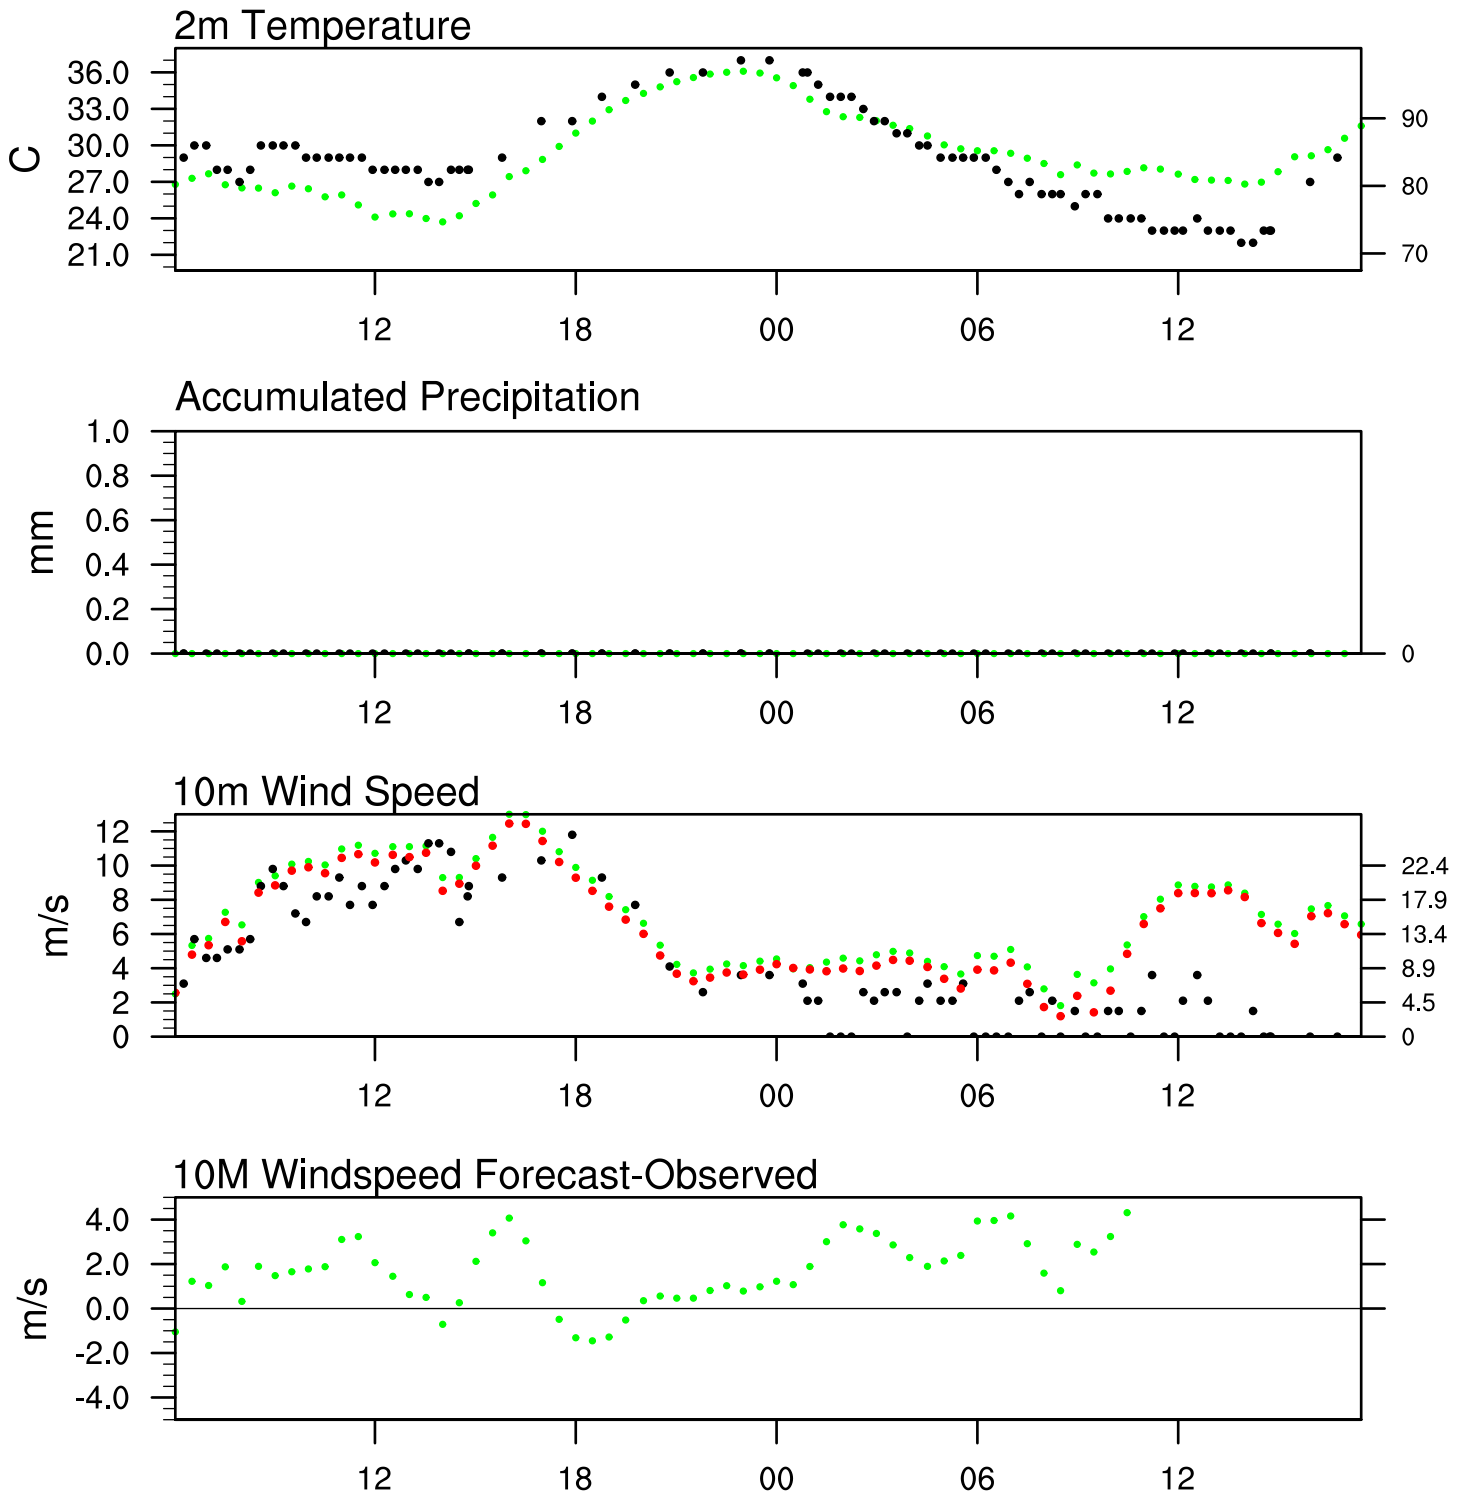 2m Temperature
36.0
33.0
30.0
27.0
24.0
21.0
C
90
80
70
12 18 00 06 12
Accumulated Precipitation
1.0
0.8
0.6
0.4
0.2
0.0
mm
0
12 18 00 06 12
10m Wind Speed
12
10
8
6
4
2
0
m/s
22.4
17.9
13.4
8.9
4.5
0
12 18 00 06 12
10M Windspeed Forecast-Observed
4.0
2.0
0.0
-2.0
-4.0
m/s
12 18 00 06 12